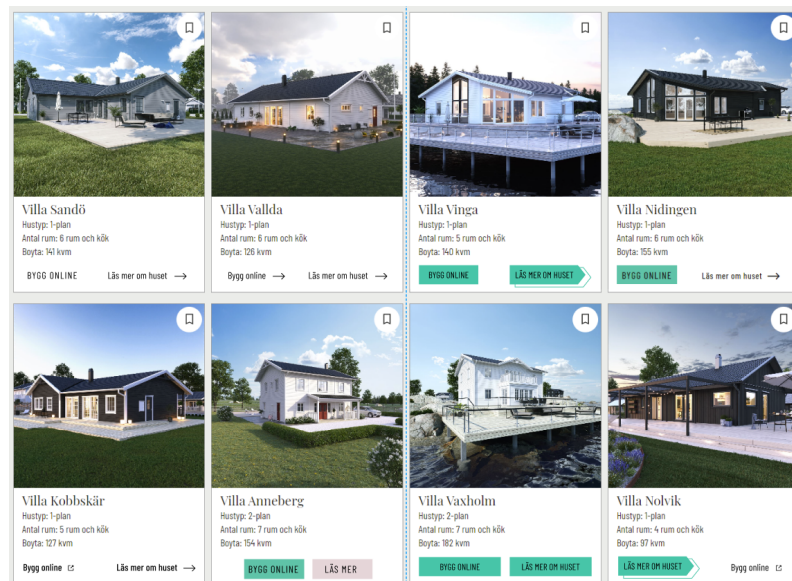 Villa Sandö
Hustyp: 1-plan
Antal rum: 6 rum och kök
Boyta: 141 kvm
BYGG ONLINE Läs mer om huset
Villa Vallda
Hustyp: 1-plan
Antal rum: 6 rum och kök
Boyta: 126 kvm
Bygg online Läs mer om huset
Villa Vinga
Hustyp: 1-plan
Antal rum: 5 rum och kök
Boyta: 140 kvm
BYGG ONLINE LÄS MER OM HUSET
Villa Nidingen
Hustyp: 1-plan
Antal rum: 6 rum och kök
Boyta: 155 kvm
BYGG ONLINE Läs mer om huset
Villa Kobbskär
Hustyp: 1-plan
Antal rum: 5 rum och kök
Boyta: 127 kvm
Bygg online Läs mer om huset
Villa Anneberg
Hustyp: 2-plan
Antal rum: 7 rum och kök
Boyta: 154 kvm
BYGG ONLINE LÄS MER
Villa Vaxholm
Hustyp: 2-plan
Antal rum: 7 rum och kök
Boyta: 182 kvm
BYGG ONLINE LÄS MER OM HUSET
Villa Nolvik
Hustyp: 1-plan
Antal rum: 4 rum och kök
Boyta: 97 kvm
LÄS MER OM HUSET Bygg online